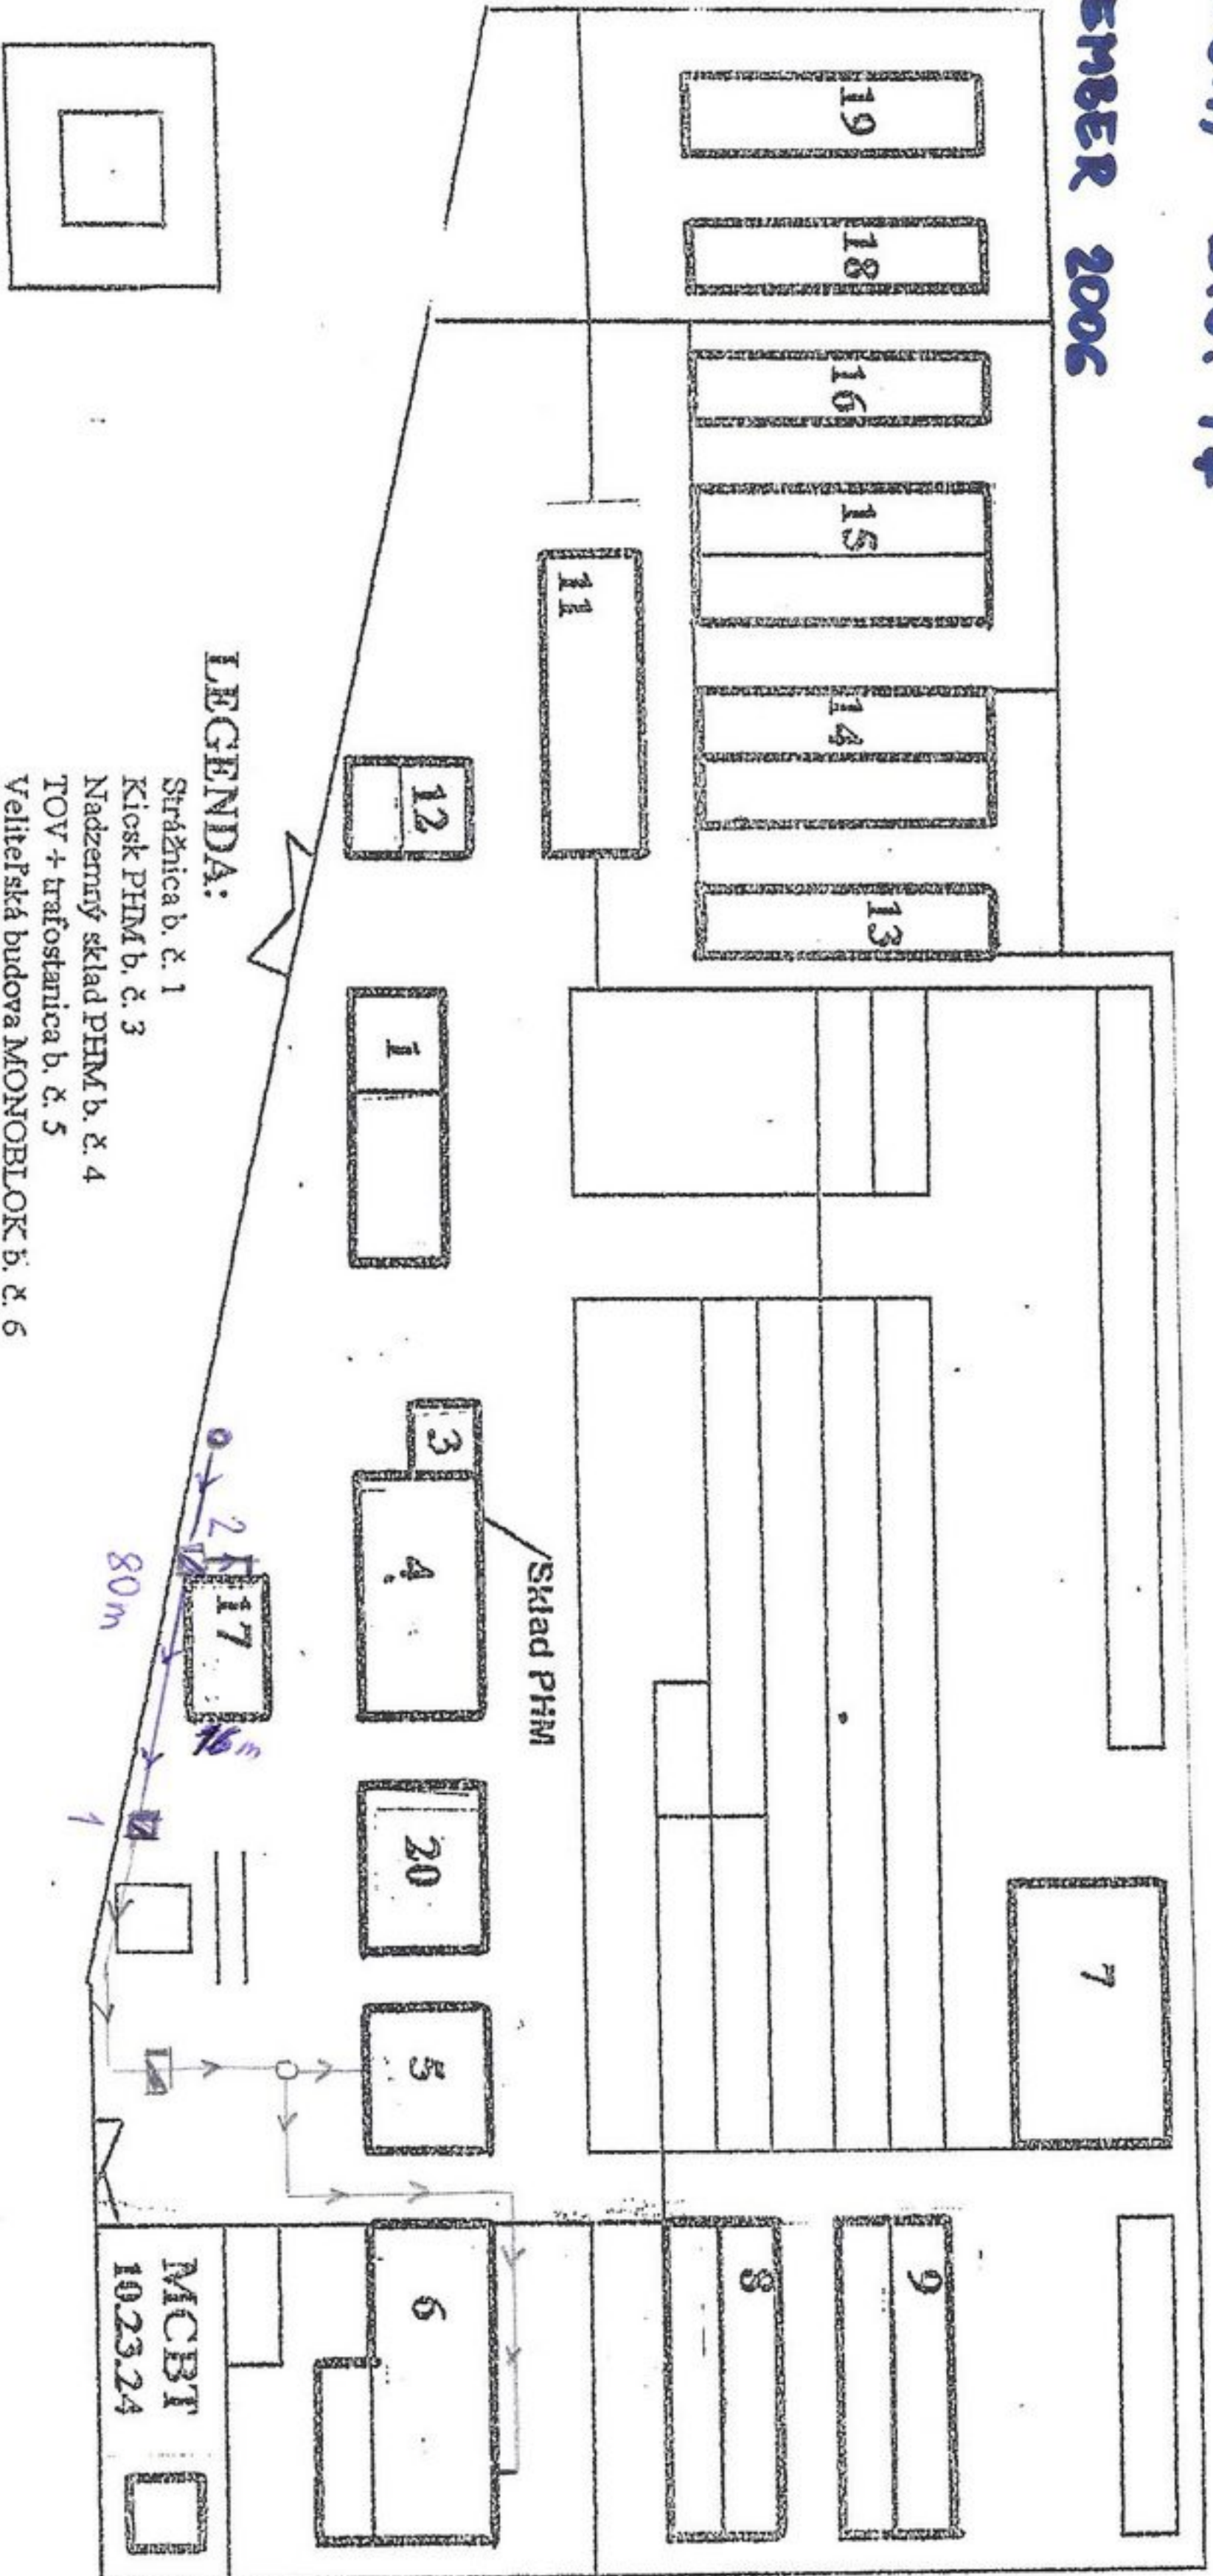 EMBER 2006
19
18
16
15
14
13
11
12
1
3
4
Sklad PHM
17
20
5
7
6
8
9
2
80m
16 m
1
MCBT
10.23.24
LEGENDA:
Strážnica b. č. 1
Kiosk PHM b. č. 3
Nadzemný sklad PHM b. č. 4
TOV + trafostanica b. č. 5
Veliteľská budova MONOBLOK b. č. 6